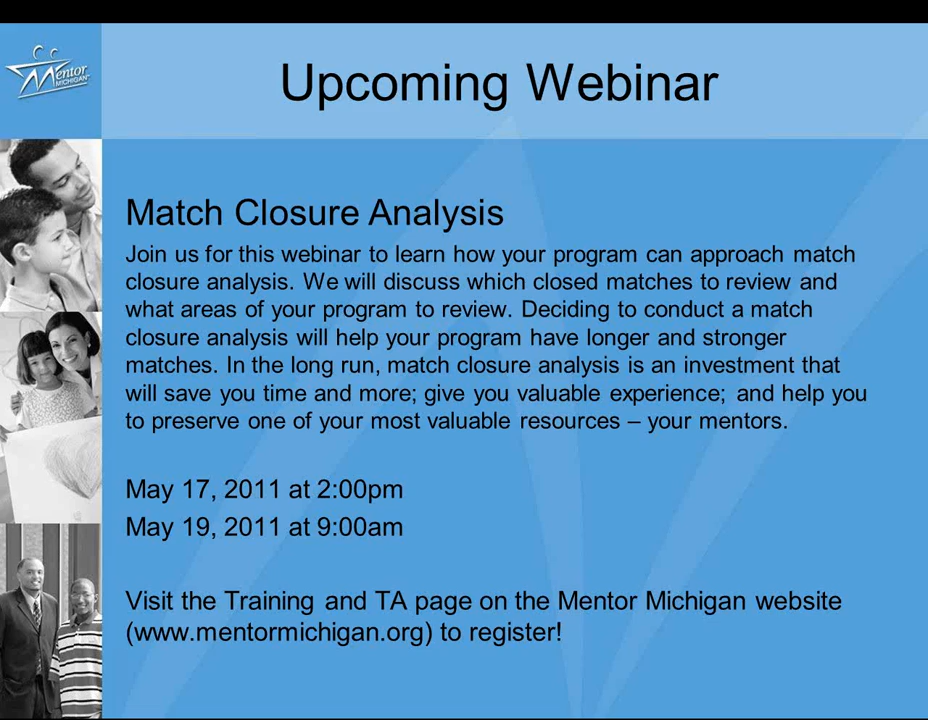 Mentor
MICHIGAN
Upcoming Webinar
Match Closure Analysis
Join us for this webinar to learn how your program can approach match
closure analysis. We will discuss which closed matches to review and
what areas of your program to review. Deciding to conduct a match
closure analysis will help your program have longer and stronger
matches. In the long run, match closure analysis is an investment that
will save you time and more; give you valuable experience; and help you
to preserve one of your most valuable resources – your mentors.
May 17, 2011 at 2:00pm
May 19, 2011 at 9:00am
Visit the Training and TA page on the Mentor Michigan website
(www.mentormichigan.org) to register!